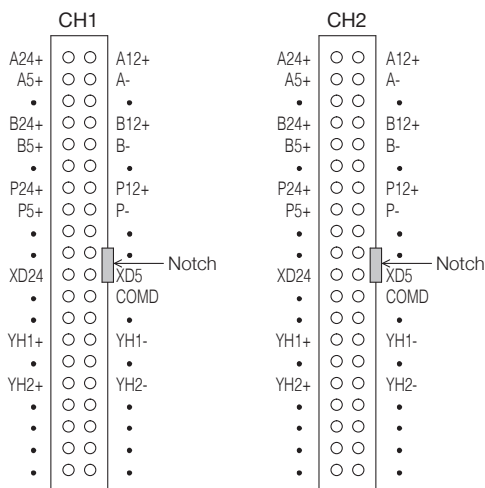 CH1 CH2
A24+ A12+ A24+ A12+
A5+ A- A5+ A-
• • • •
B24+ B12+ B24+ B12+
B5+ B- B5+ B-
• • • •
P24+ P12+ P24+ P12+
P5+ P- P5+ P-
• • • •
• • Notch • • Notch
XD24 XD5 XD24 XD5
• COMD • COMD
• • • •
YH1+ YH1- YH1+ YH1-
• • • •
YH2+ YH2- YH2+ YH2-
• • • •
• • • •
• • • •
• • • •